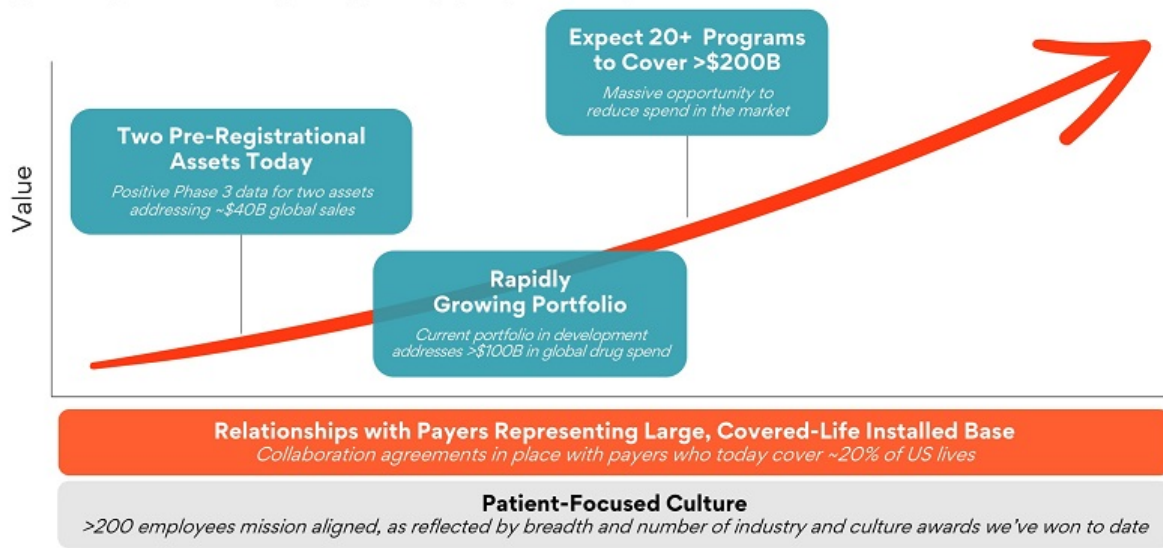 Value
Two Pre-Registrational
Assets Today
Positive Phase 3 data for two assets
addressing ~$40B global sales
Rapidly
Growing Portfolio
Current portfolio in development
addresses >$100B in global drug spend
Expect 20+ Programs
to Cover >$200B
Massive opportunity to
reduce spend in the market
Relationships with Payers Representing Large, Covered-Life Installed Base
Collaboration agreements in place with payers who today cover ~20% of US lives
Patient-Focused Culture
>200 employees mission aligned, as reflected by breadth and number of industry and culture awards we've won to date